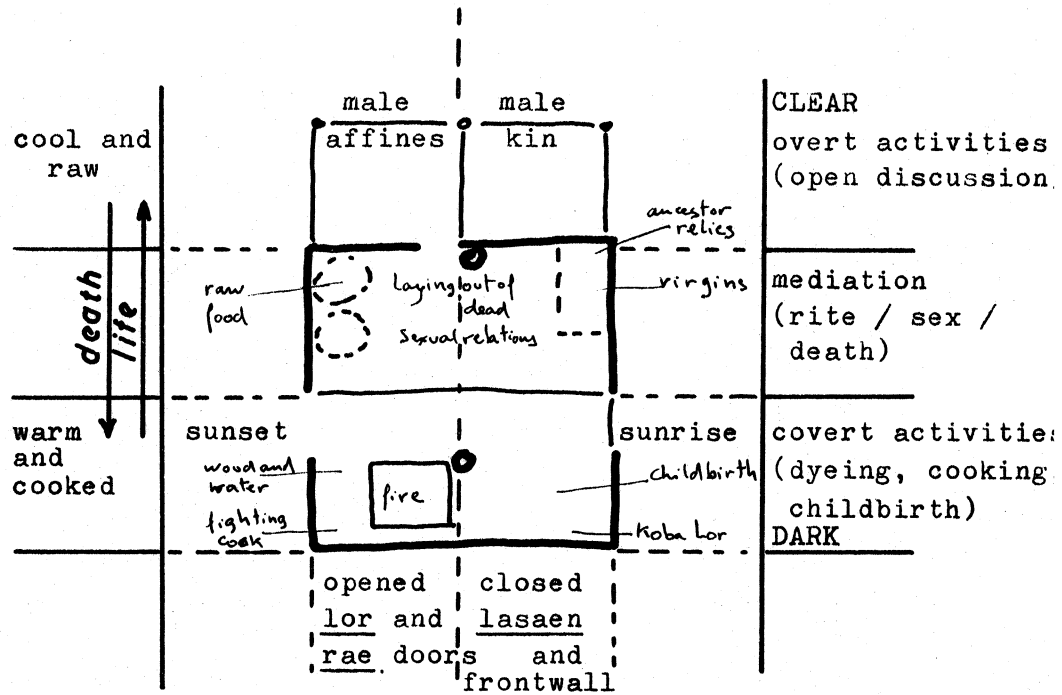 male
male
affines
kin
cool and
raw
CLEAR
overt activities
(open discussion
ancestor
relics
death
life
raw
food
Laying out of
dead
sexual relations
virgins
mediation
(rite / sex /
death)
warm
and
cooked
sunset
sunrise
covert activities
(dyeing, cooking
childbirth)
DARK
wood and
water
fire
fighting
cock
childbirth
Koba Lor
opened
lor and
rae doors
closed
lasaen
and
frontwall